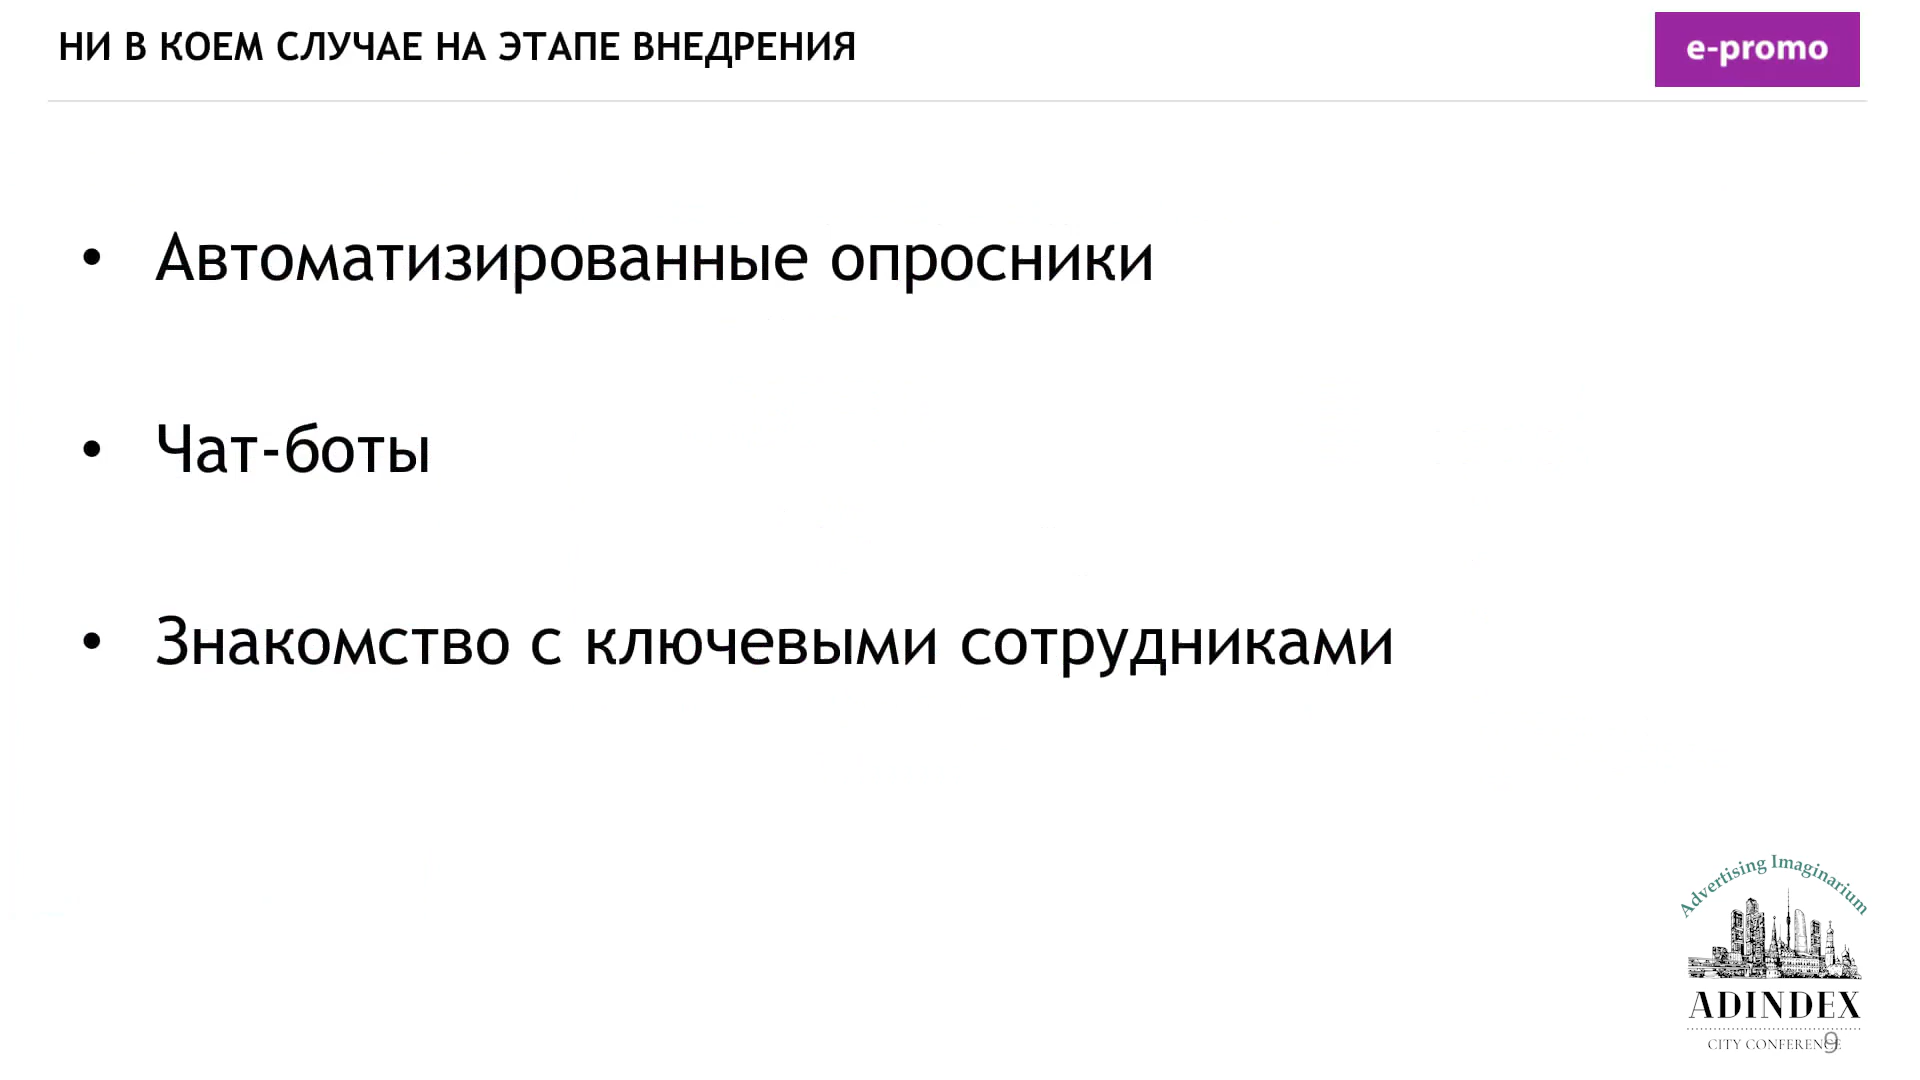 НИ В КОЕМ СЛУЧАЕ НА ЭТАПЕ ВНЕДРЕНИЯ
e-promo
• Автоматизированные опросники
• Чат-боты
• Знакомство с ключевыми сотрудниками
Advertising Imaginarium
ADINDEX
CITY CONFERENCE
9